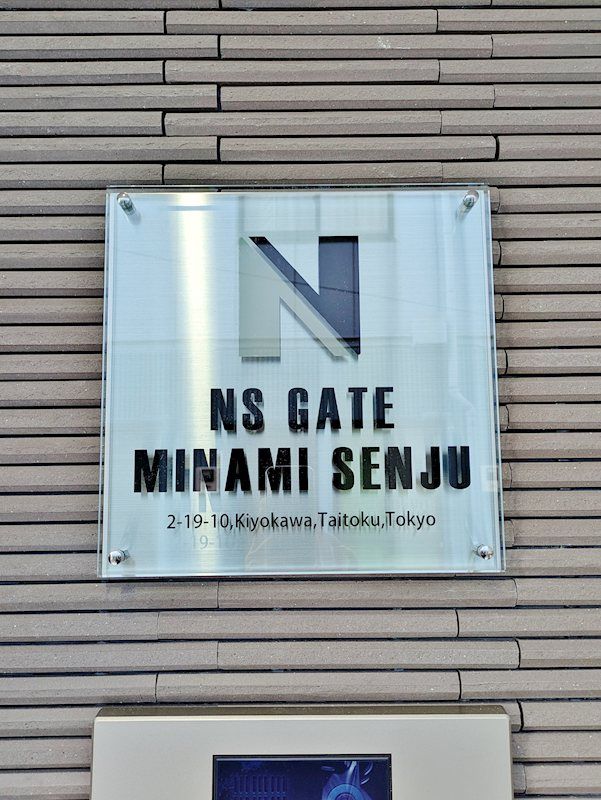 N
NS GATE
MINAMI SENJU
2-19-10,Kiyokawa,Taitoku,Tokyo